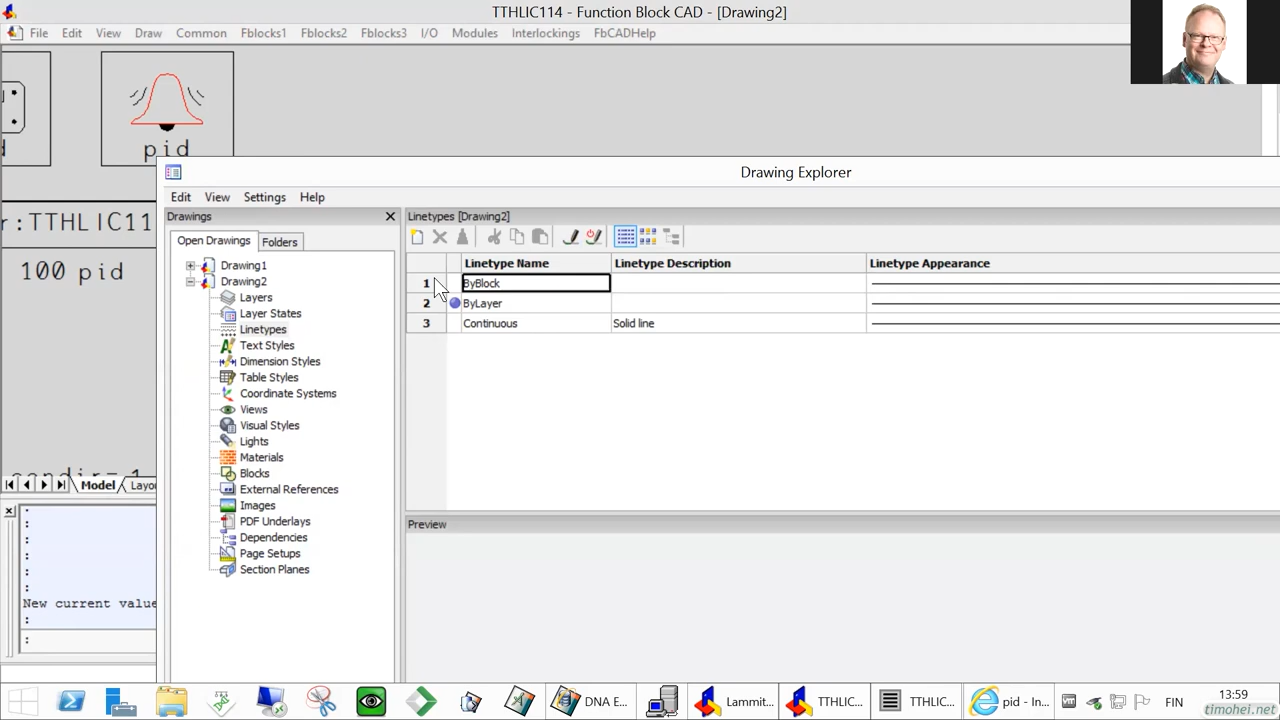 TTHLIC114 - Function Block CAD - [Drawing2]
File Edit View Draw Common Fblocks1 Fblocks2 Fblocks3 I/O Modules Interlockings FbCADHelp
pid
r:TTHLIC11
100 pid
Model Layo
New current value
:
Drawing Explorer
Edit View Settings Help
Drawings
Open Drawings Folders
Drawing1
Drawing2
Layers
Layer States
Linetypes
Text Styles
Dimension Styles
Table Styles
Coordinate Systems
Views
Visual Styles
Lights
Materials
Blocks
External References
Images
PDF Underlays
Dependencies
Page Setups
Section Planes
Linetypes [Drawing2]
Linetype Name Linetype Description Linetype Appearance
1 ByBlock
2 ByLayer
3 Continuous Solid line
Preview
DNA E... Lammit... TTHLIC... TTHLIC... pid - In... FIN 13:59
timohei.net